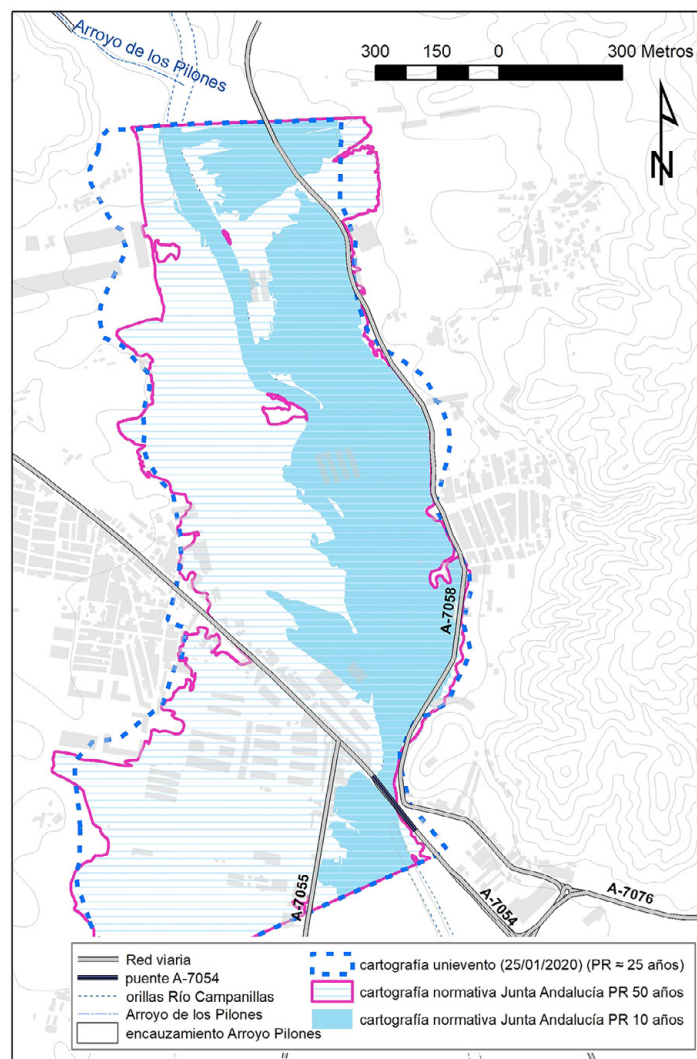 Arroyo de los Pilones
300 150 0 300 Metros
N
A-7058
A-7055
A-7054
A-7076
Red viaria
puente A-7054
orillas Río Campanillas
Arroyo de los Pilones
encauzamiento Arroyo Pilones
cartografía unievento (25/01/2020) (PR ≈ 25 años)
cartografía normativa Junta Andalucía PR 50 años
cartografía normativa Junta Andalucía PR 10 años